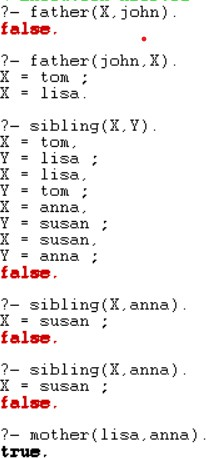 ?- father(X,john).
false.
?- father(john,X).
X = tom ;
X = lisa.
?- sibling(X,Y).
X = tom,
Y = lisa ;
X = lisa,
Y = tom ;
X = anna,
Y = susan ;
X = susan,
Y = anna ;
false.
?- sibling(X,anna).
X = susan ;
false.
?- sibling(X,anna).
X = susan ;
false.
?- mother(lisa,anna).
true.